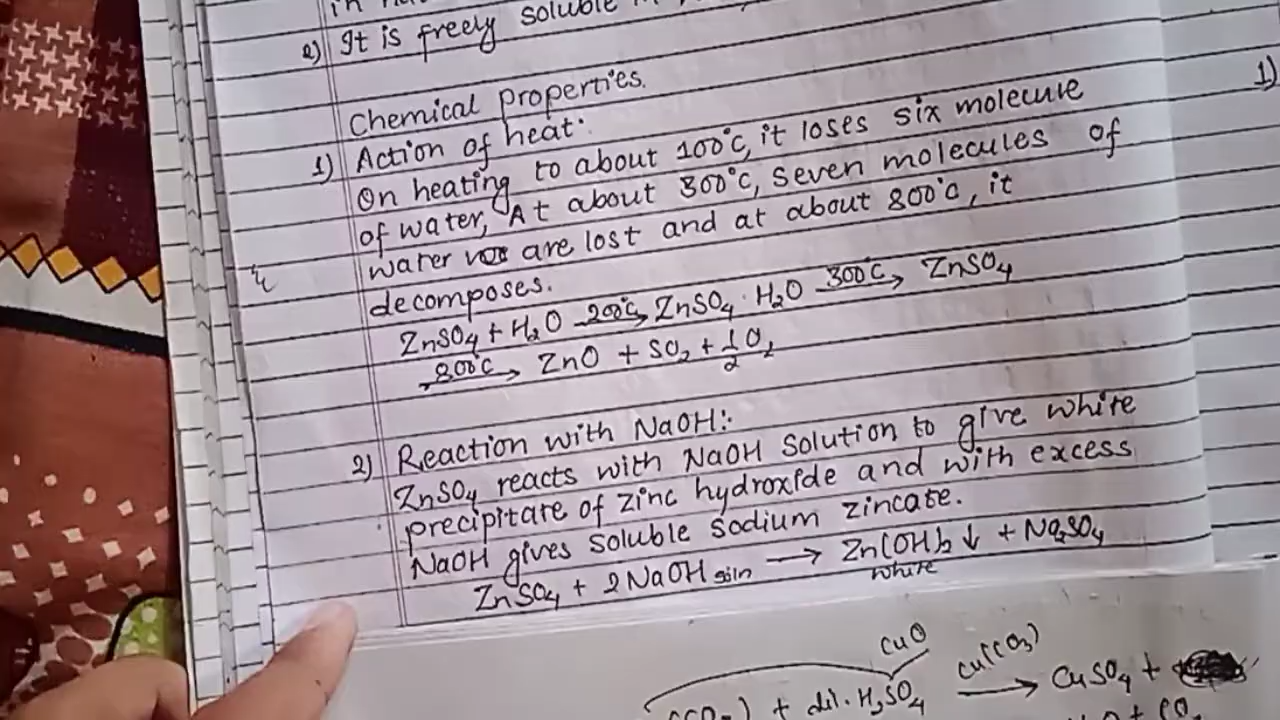 2) It is freely soluble
Chemical properties.
1) Action of heat:
On heating to about 100°C, it loses six molecule
of water, At about 300°C, seven molecules of
water are lost and at about 800°C, it
decomposes.
ZnSO4 + H2O 200°C→ ZnSO4 · H2O 300°C→ ZnSO4
800°C→ ZnO + SO2 + 1/2 O2
2) Reaction with NaOH:
ZnSO4 reacts with NaOH solution to give white
precipitare of zinc hydroxide and with excess
NaOH gives soluble sodium zincate.
ZnSO4 + 2NaOH soln → Zn(OH)2 ↓ + Na2SO4
white
1)
CuO
+ dil. H2SO4 Cu(CO3) → CuSO4 +